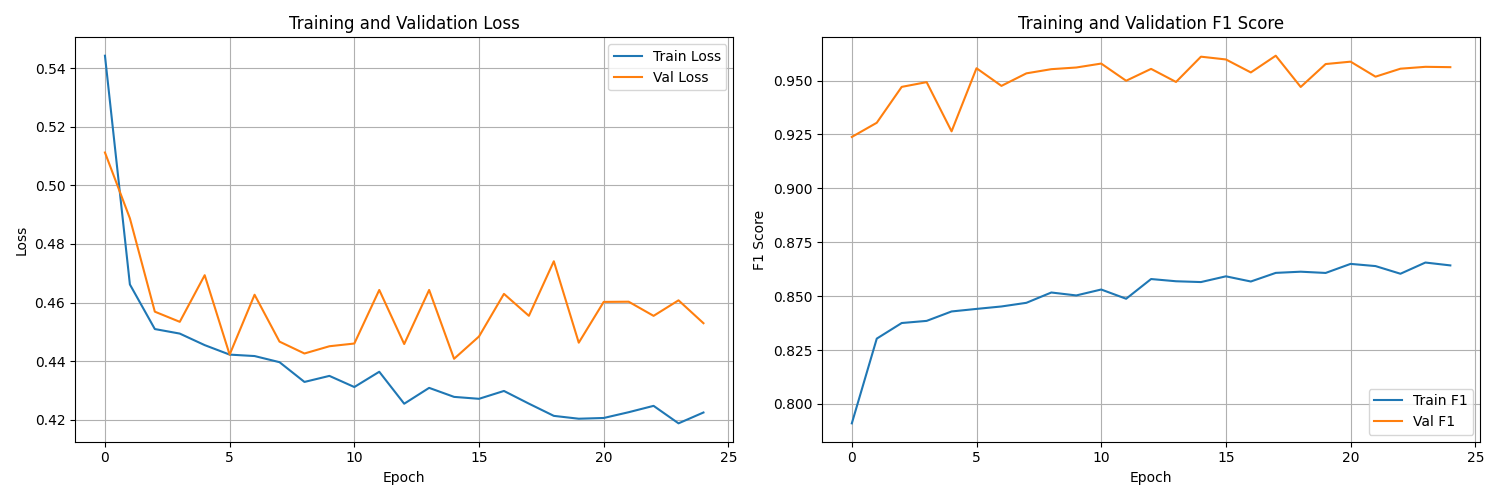 Training and Validation Loss
Train Loss
Val Loss
0.54
0.52
0.50
0.48
0.46
0.44
0.42
Loss
0
5
10
15
20
25
Epoch
Training and Validation F1 Score
0.950
0.925
0.900
0.875
0.850
0.825
0.800
F1 Score
Train F1
Val F1
0
5
10
15
20
25
Epoch